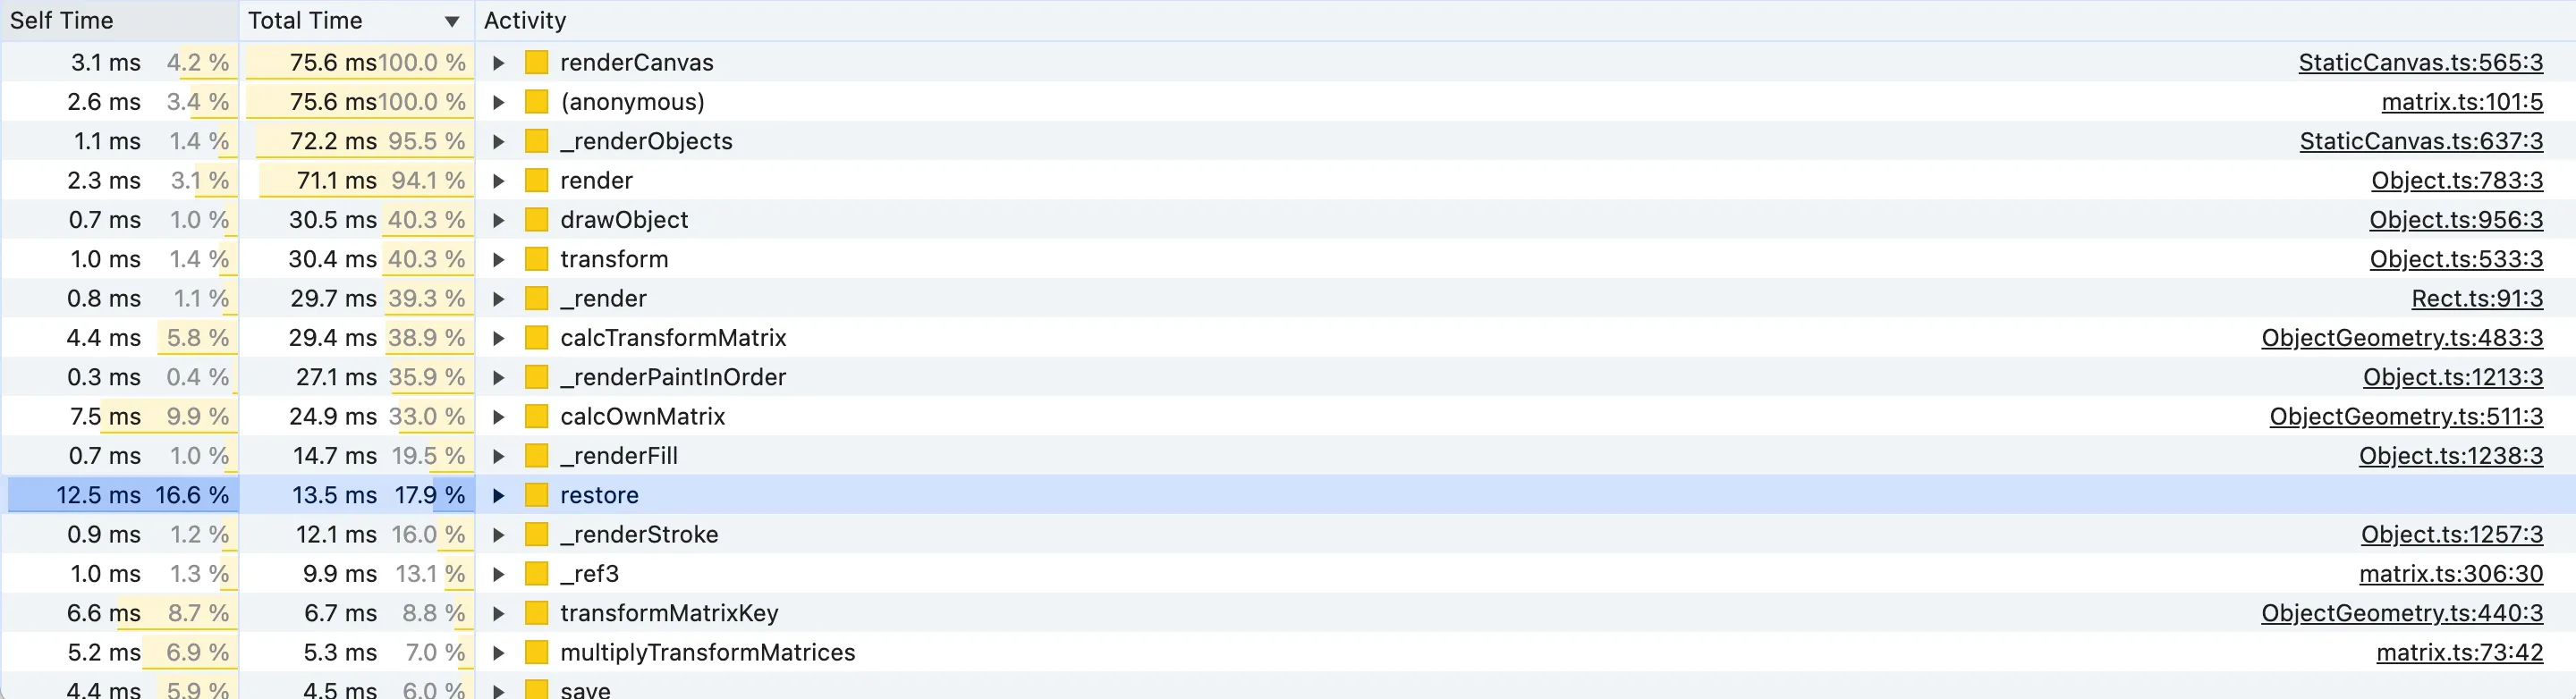 Self Time Total Time ▼ Activity
3.1 ms 4.2 % 75.6 ms 100.0 % ▶ renderCanvas StaticCanvas.ts:565:3
2.6 ms 3.4 % 75.6 ms 100.0 % ▶ (anonymous) matrix.ts:101:5
1.1 ms 1.4 % 72.2 ms 95.5 % ▶ _renderObjects StaticCanvas.ts:637:3
2.3 ms 3.1 % 71.1 ms 94.1 % ▶ render Object.ts:783:3
0.7 ms 1.0 % 30.5 ms 40.3 % ▶ drawObject Object.ts:956:3
1.0 ms 1.4 % 30.4 ms 40.3 % ▶ transform Object.ts:533:3
0.8 ms 1.1 % 29.7 ms 39.3 % ▶ _render Rect.ts:91:3
4.4 ms 5.8 % 29.4 ms 38.9 % ▶ calcTransformMatrix ObjectGeometry.ts:483:3
0.3 ms 0.4 % 27.1 ms 35.9 % ▶ _renderPaintInOrder Object.ts:1213:3
7.5 ms 9.9 % 24.9 ms 33.0 % ▶ calcOwnMatrix ObjectGeometry.ts:511:3
0.7 ms 1.0 % 14.7 ms 19.5 % ▶ _renderFill Object.ts:1238:3
12.5 ms 16.6 % 13.5 ms 17.9 % ▶ restore
0.9 ms 1.2 % 12.1 ms 16.0 % ▶ _renderStroke Object.ts:1257:3
1.0 ms 1.3 % 9.9 ms 13.1 % ▶ _ref3 matrix.ts:306:30
6.6 ms 8.7 % 6.7 ms 8.8 % ▶ transformMatrixKey ObjectGeometry.ts:440:3
5.2 ms 6.9 % 5.3 ms 7.0 % ▶ multiplyTransformMatrices matrix.ts:73:42
4.4 ms 5.9 % 4.5 ms 6.0 % ▶ save